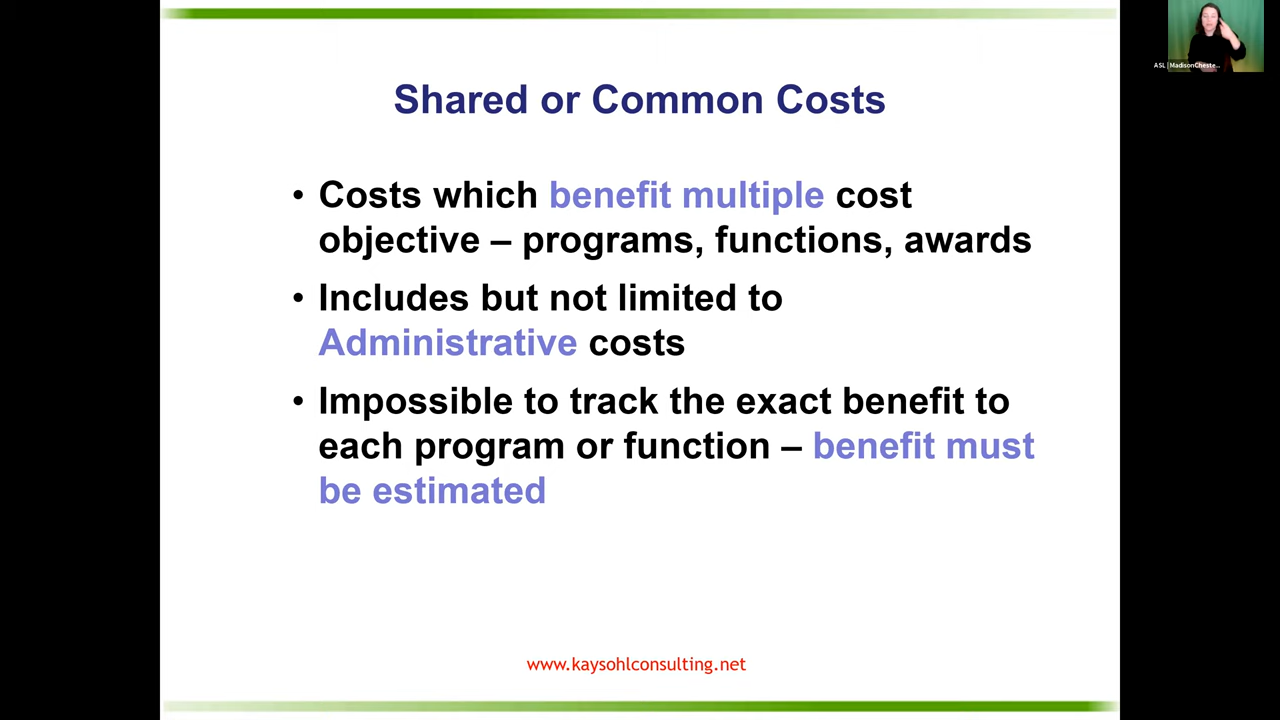 Shared or Common Costs
• Costs which benefit multiple cost
objective – programs, functions, awards
• Includes but not limited to
Administrative costs
• Impossible to track the exact benefit to
each program or function – benefit must
be estimated
www.kaysohlconsulting.net
ASL | MadisonCheste...